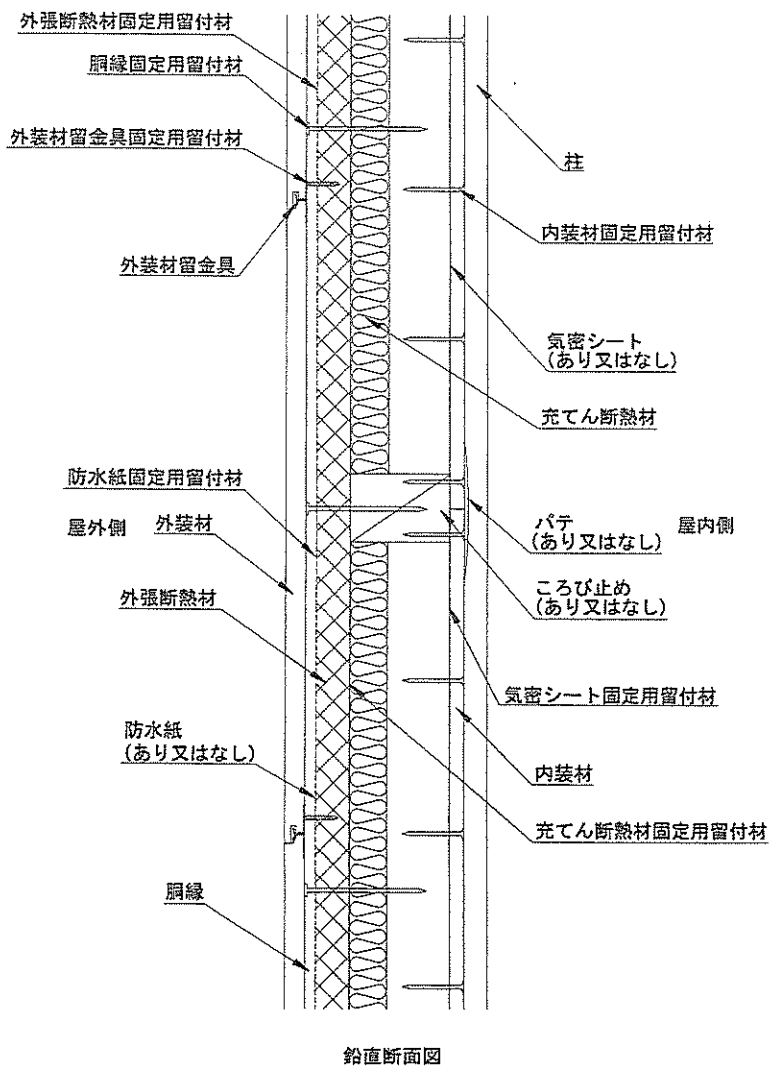 外張断熱材固定用留付材
胴縁固定用留付材
外装材留金具固定用留付材
外装材留金具
柱
内装材固定用留付材
気密シート
(あり又はなし)
充てん断熱材
防水紙固定用留付材
屋外側
外装材
外張断熱材
パテ
(あり又はなし)
屋内側
ころび止め
(あり又はなし)
気密シート固定用留付材
防水紙
(あり又はなし)
内装材
充てん断熱材固定用留付材
胴縁
鉛直断面図